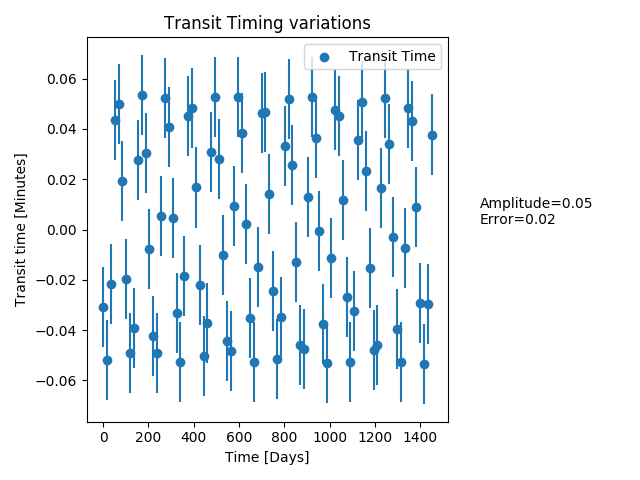 Transit Timing variations
Transit Time
Transit time [Minutes]
0.06
0.04
0.02
0.00
−0.02
−0.04
−0.06
0 200 400 600 800 1000 1200 1400
Time [Days]
Amplitude=0.05
Error=0.02